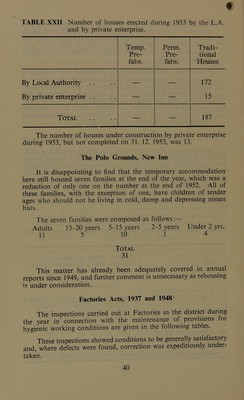 TABLE XXII Number of houses erected during 1953 by the L.A.
and by private enterprise.
Temp. Perm. Tradi-
Pre- Pre- tional
fabs. fabs. Houses
By Local Authority .. .. — — 172
By private enterprise .. .. — — 15
TOTAL .. .. — — 187
The number of houses under construction by private enterprise
during 1953, but not completed on 31. 12. 1953, was 13.
The Polo Grounds, New Inn
It is disappointing to find that the temporary accommodation
here still housed seven families at the end of the year, which was a
reduction of only one on the number at the end of 1952. All of
these families, with the exception of one, have children of tender
ages who should not be living in cold, damp and depressing nissen
huts.
The seven families were composed as follows:—
Adults 15-20 years 5-15 years 2-5 years Under 2 yrs.
11 5 10 1 4
TOTAL
31
This matter has already been adequately covered in annual
reports since 1949, and further comment is unnecessary as rehousing
is under consideration.
Factories Acts, 1937 and 1948
The inspections carried out at Factories in the district during
the year in connection with the maintenance of provisions for
hygienic working conditions are given in the following tables.
These inspections showed conditions to be generally satisfactory
and, where defects were found, correction was expeditiously under-
taken.
40